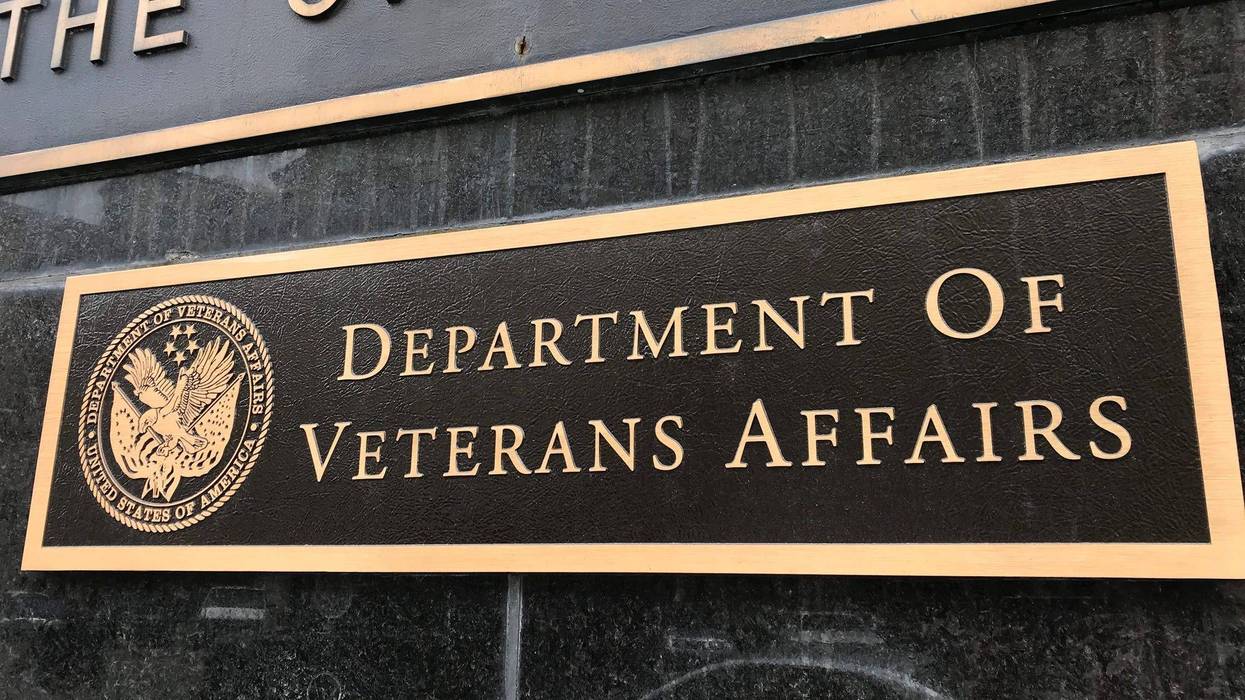 THE
DEPARTMENT OF
VETERANS AFFAIRS
DEPARTMENT OF VETERANS AFFAIRS
UNITED STATES OF AMERICA